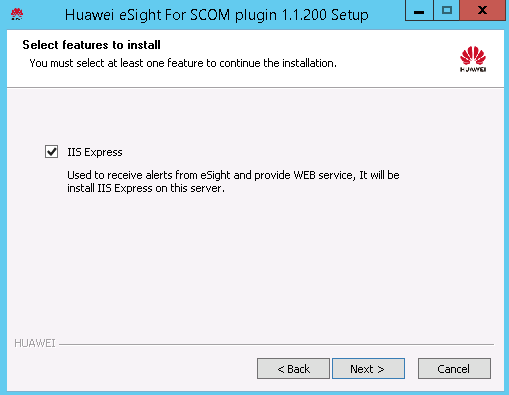 Huawei eSight For SCOM plugin 1.1.200 Setup
Select features to install
You must select at least one feature to continue the installation.
HUAWEI
IIS Express
Used to receive alerts from eSight and provide WEB service, It will be
install IIS Express on this server.
HUAWEI
< Back
Next >
Cancel